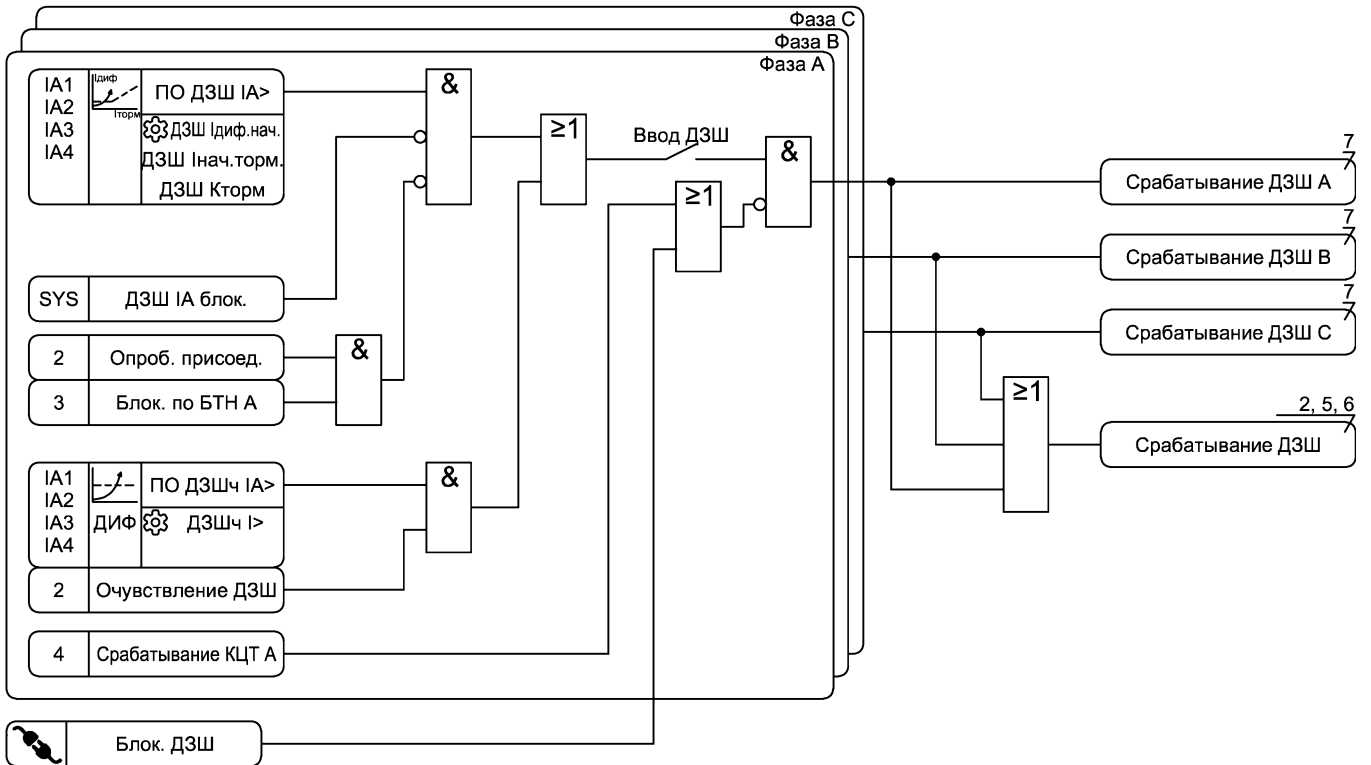 Фаза C
Фаза B
Фаза A
IA1
IA2
IA3
IA4
Iдиф
Iторм
ПО ДЗШ IA>
ДЗШ Iдиф.нач.
ДЗШ Iнач.торм.
ДЗШ Кторм
&
≥1
Ввод ДЗШ
≥1
&
SYS ДЗШ IA блок.
2 Опроб. присоед.
3 Блок. по БТН А
&
IA1
IA2
IA3
IA4
ДИФ
ПО ДЗШч IA>
ДЗШч I>
&
2 Очувствление ДЗШ
4 Срабатывание КЦТ А
Блок. ДЗШ
7
Срабатывание ДЗШ А
7
Срабатывание ДЗШ В
7
Срабатывание ДЗШ С
≥1
2, 5, 6
Срабатывание ДЗШ